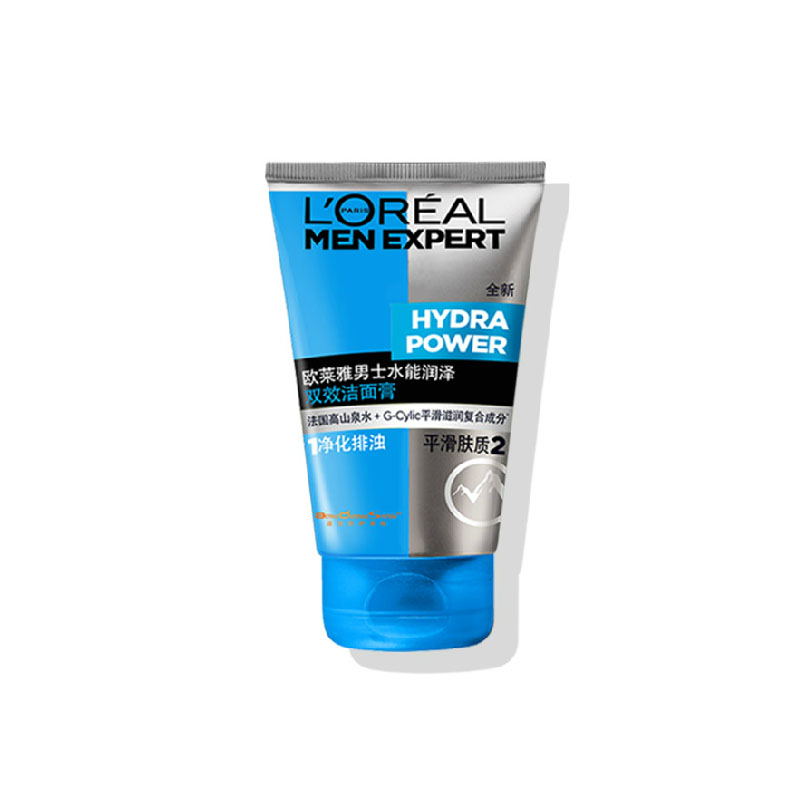 L'ORÉAL
PARIS
MEN EXPERT
全新
HYDRA
POWER
欧莱雅男士水能润泽
双效洁面膏
法国高山泉水 + G-Cylic平滑滋润复合成分*
1净化排浊
平滑肤质2